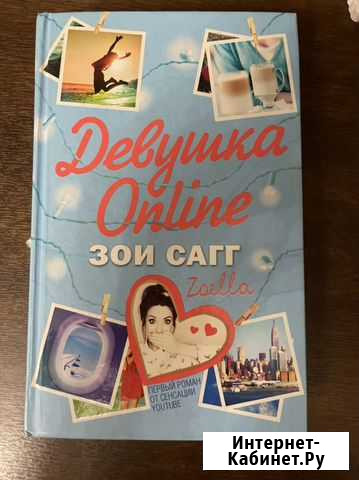 Девушка
Online
ЗОИ САГГ
Zoella
ПЕРВЫЙ РОМАН
ОТ СЕНСАЦИИ
YOUTUBE
Интернет-
Кабинет.Ру